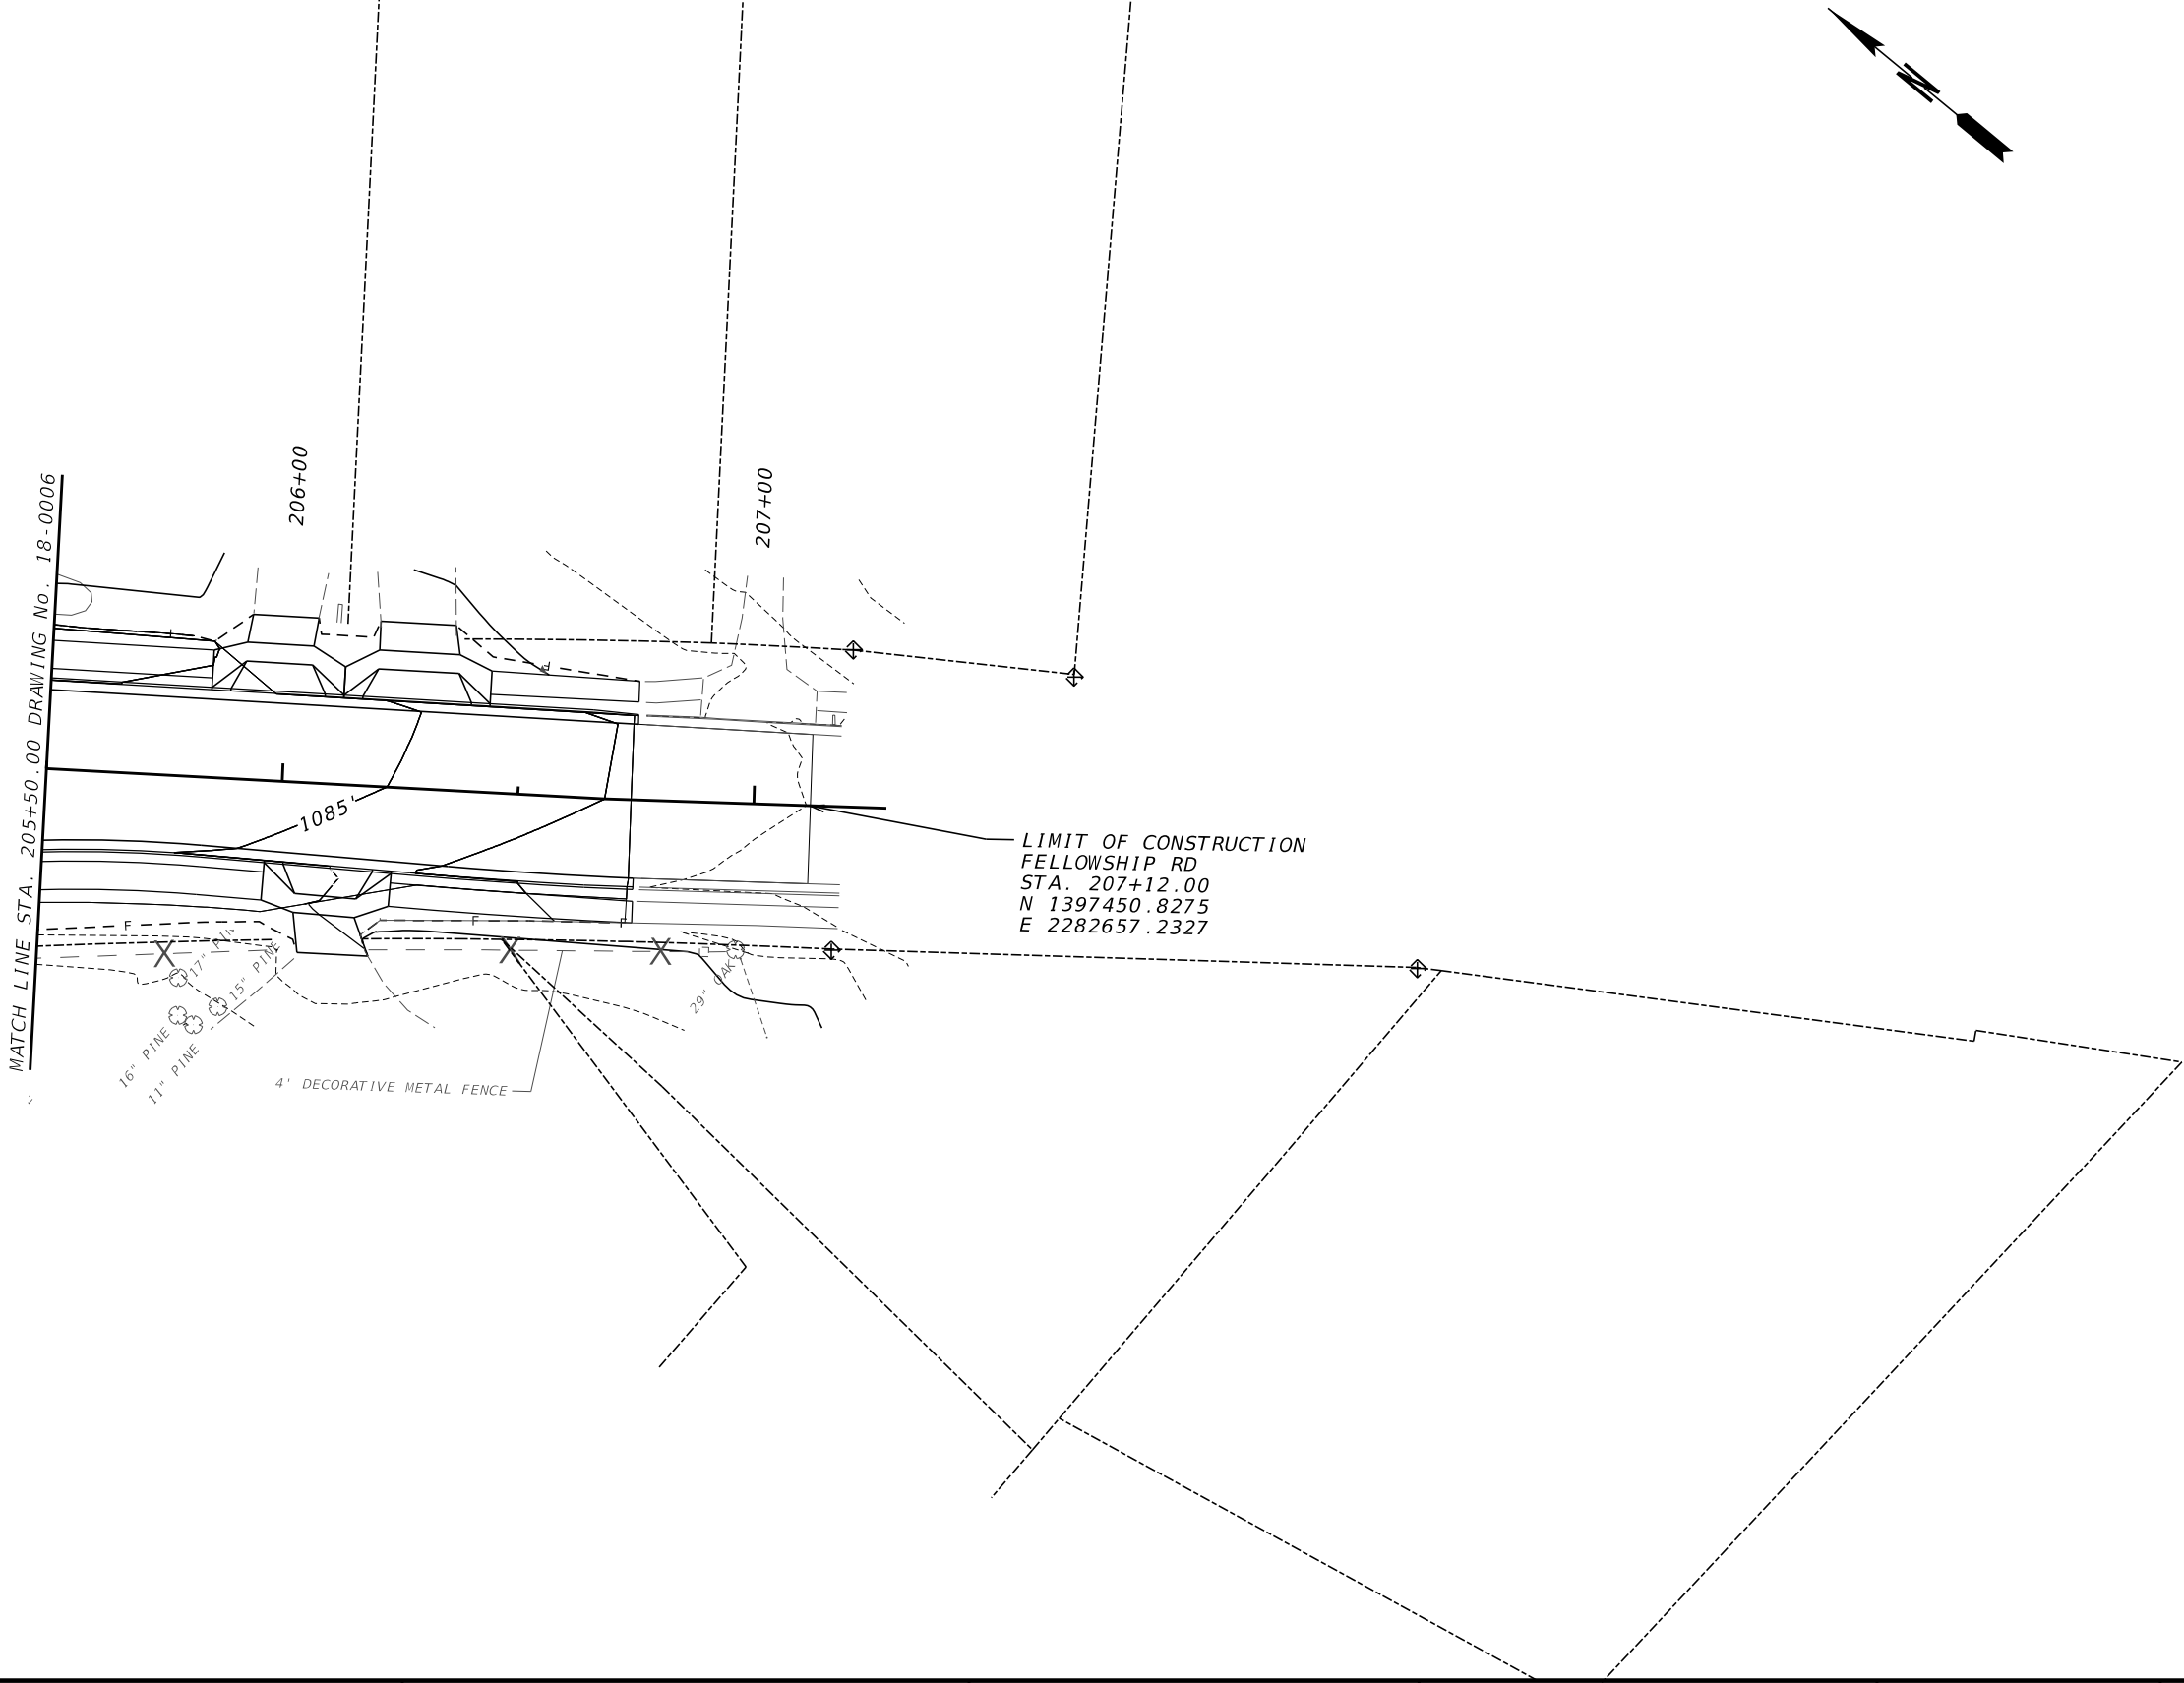 N
206+00
207+00
MATCH LINE STA. 205+50.00 DRAWING No. 18-0006
1085'
LIMIT OF CONSTRUCTION
FELLOWSHIP RD
STA. 207+12.00
N 1397450.8275
E 2282657.2327
F
F
17"
15" PINE
29" OAK
16" PINE
11" PINE
4' DECORATIVE METAL FENCE